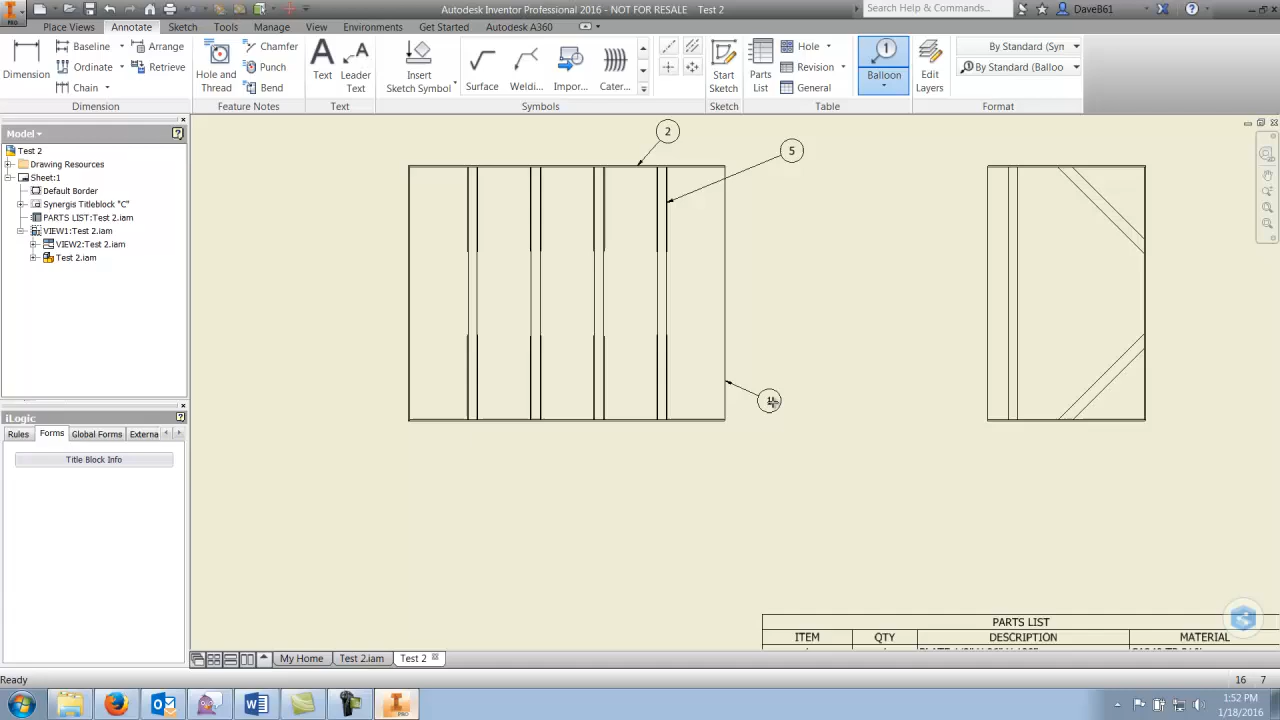 Autodesk Inventor Professional 2016 - NOT FOR RESALE Test 2
Search Help & Commands...
DaveB61
PRO
Place Views Annotate Sketch Tools Manage View Environments Get Started Autodesk A360
Dimension
Baseline
Ordinate
Chain
Arrange
Retrieve
Dimension
Hole and Thread
Chamfer
Punch
Bend
Feature Notes
Text
Leader Text
Text
Insert Sketch Symbol
Surface
Weldi...
Impor...
Cater...
Symbols
Start Sketch
Sketch
Parts List
Hole
Revision
General
Table
1
Balloon
Edit Layers
By Standard (Syn
By Standard (Balloo
Format
Model
Test 2
Drawing Resources
Sheet:1
Default Border
Synergis Titleblock "C"
PARTS LIST:Test 2.iam
VIEW1:Test 2.iam
VIEW2:Test 2.iam
Test 2.iam
iLogic
Rules Forms Global Forms Externa
Title Block Info
2
5
PARTS LIST
ITEM QTY DESCRIPTION MATERIAL
My Home Test 2.iam Test 2
Ready
16 7
PRO
1:52 PM
1/18/2016